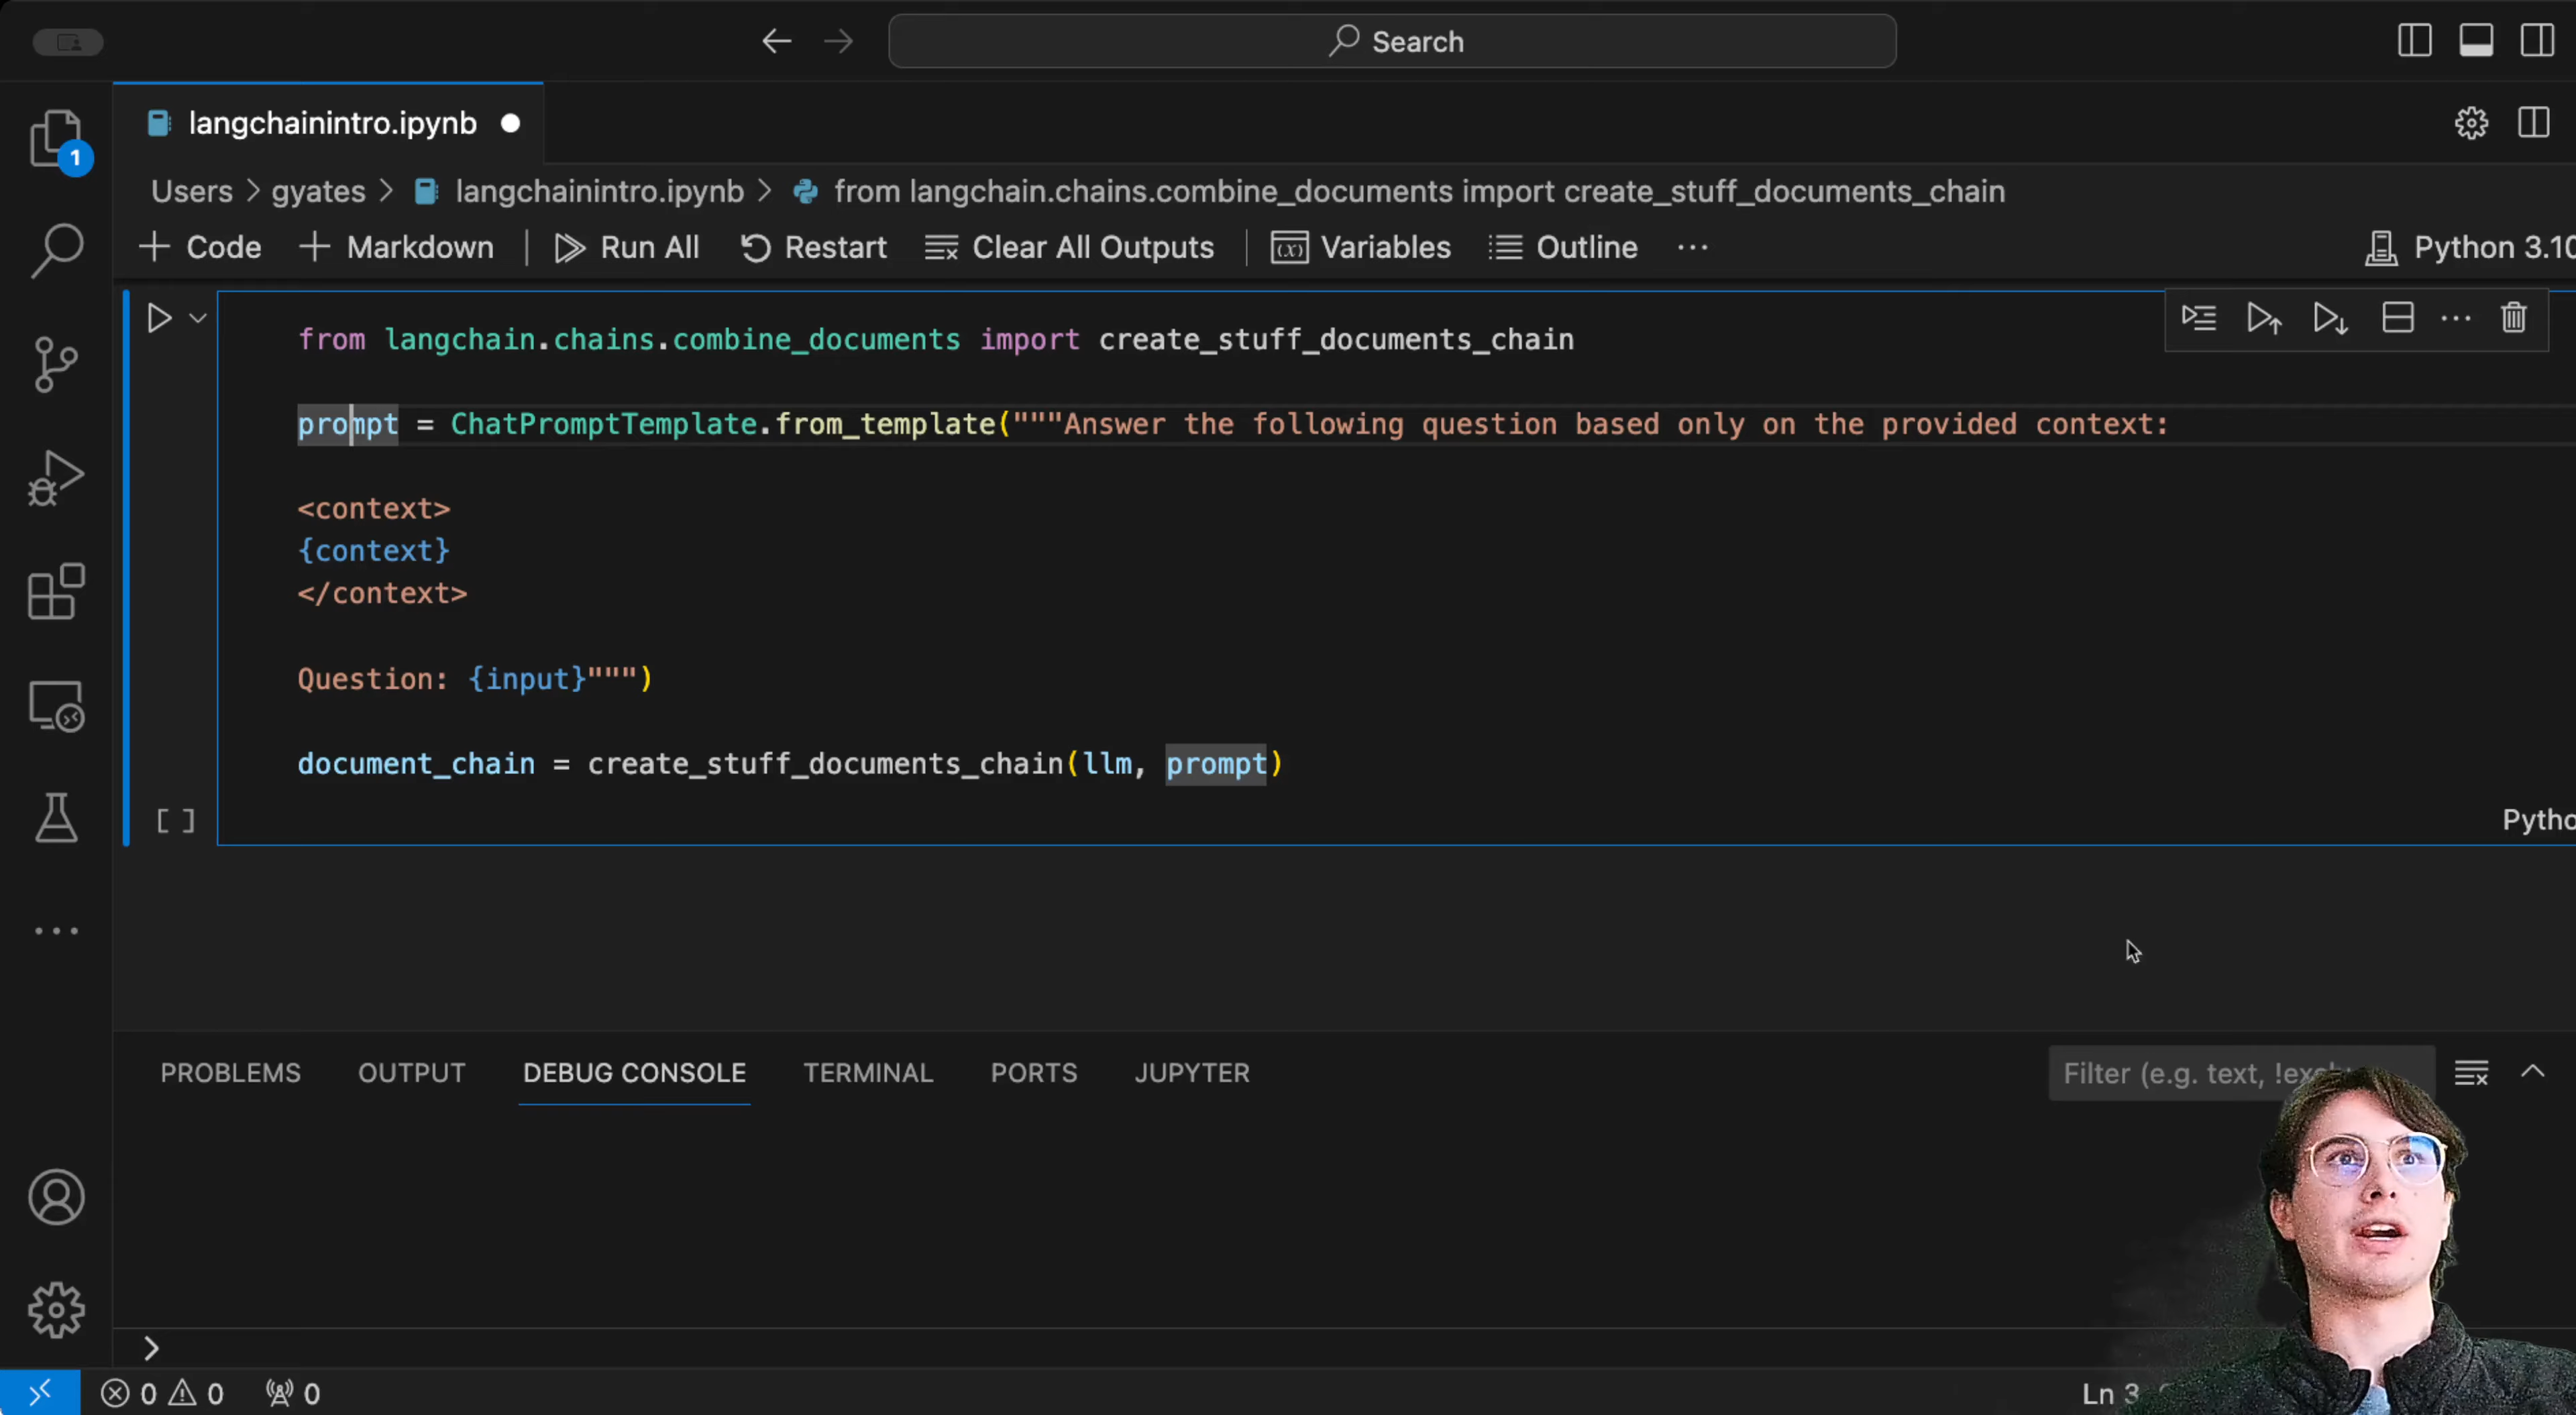 Search
langchainintro.ipynb
1
Users > gyates > langchainintro.ipynb > from langchain.chains.combine_documents import create_stuff_documents_chain
+ Code + Markdown Run All Restart Clear All Outputs (x) Variables Outline ... Python 3.10
from langchain.chains.combine_documents import create_stuff_documents_chain
prompt = ChatPromptTemplate.from_template("""Answer the following question based only on the provided context:
<context>
{context}
</context>
Question: {input}""")
document_chain = create_stuff_documents_chain(llm, prompt)
[ ]
PROBLEMS OUTPUT DEBUG CONSOLE TERMINAL PORTS JUPYTER Filter (e.g. text,
>
0 0 0 Ln 3